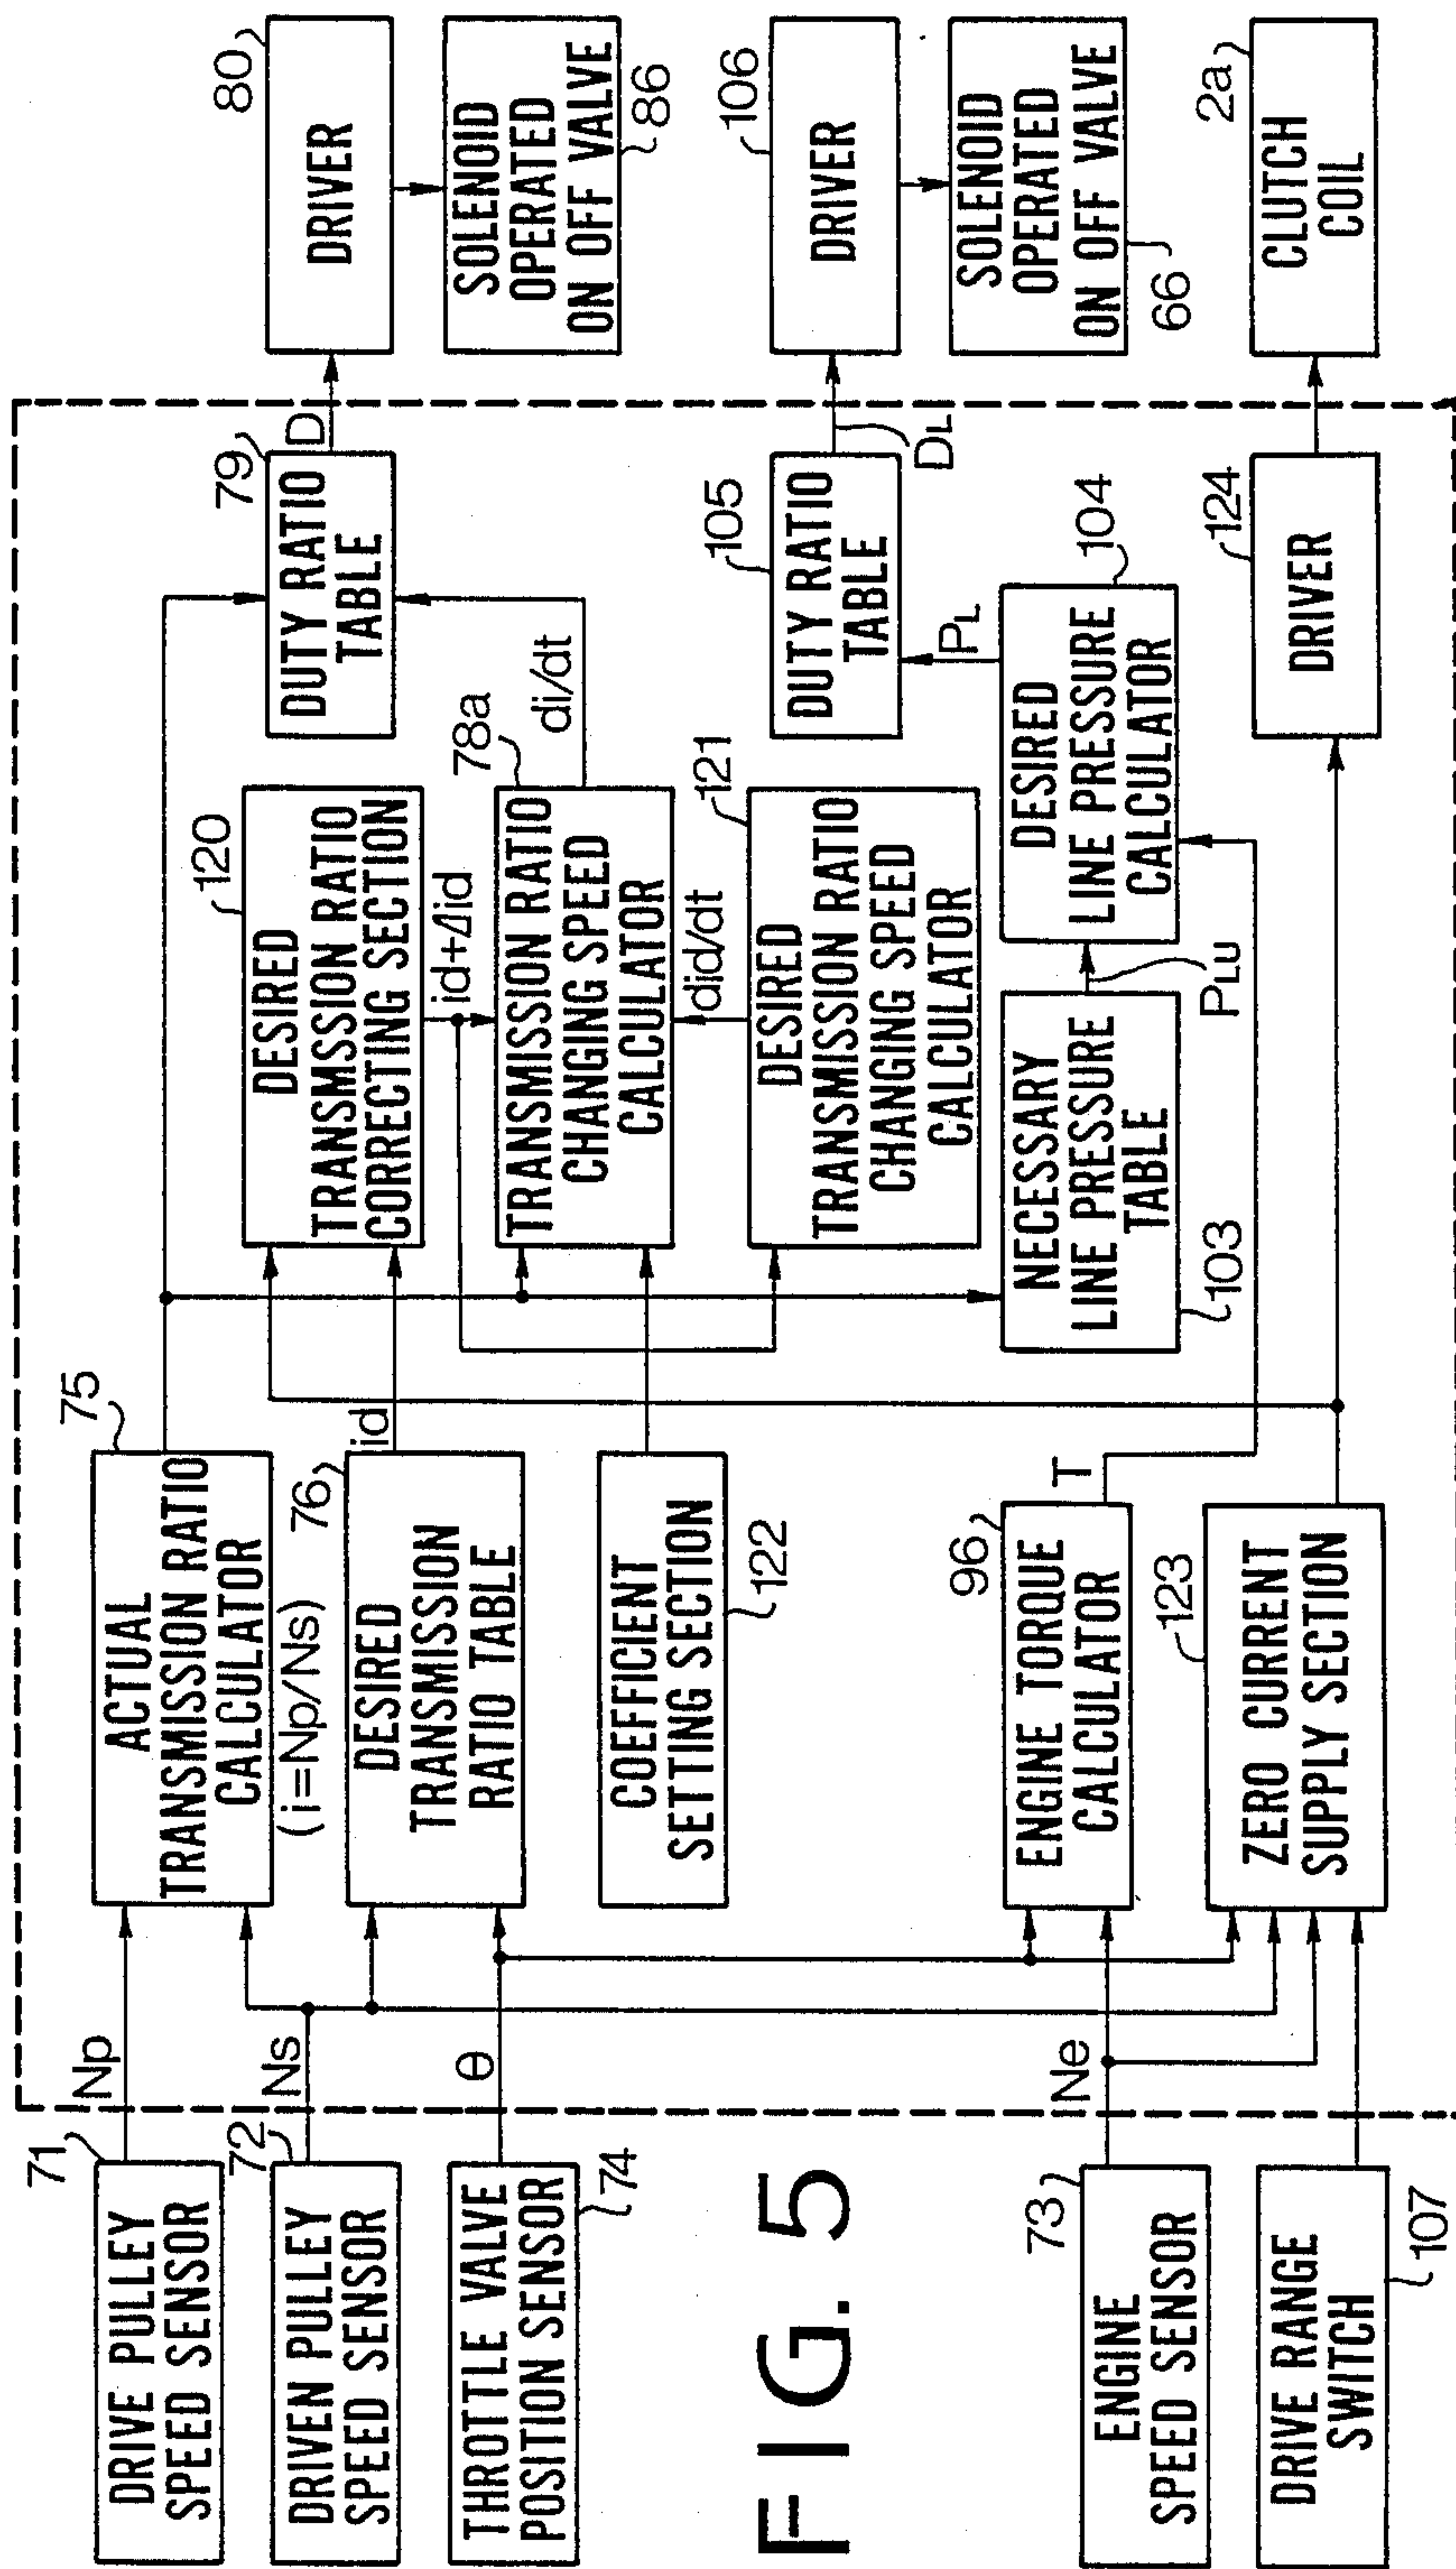 DRIVE PULLEY
SPEED SENSOR
71
Np
DRIVEN PULLEY
SPEED SENSOR
72
Ns
THROTTLE VALVE
POSITION SENSOR
74
θ
FIG. 5
ENGINE
SPEED SENSOR
73
Ne
DRIVE RANGE
SWITCH
107
ACTUAL
TRANSMISSION RATIO
CALCULATOR
(i=Np/Ns)
75
DESIRED
TRANSMISSION
RATIO TABLE
76
id
COEFFICIENT
SETTING SECTION
122
ENGINE TORQUE
CALCULATOR
96
T
ZERO CURRENT
SUPPLY SECTION
123
DESIRED
TRANSMSSION RATIO
CORRECTING SECTION
120
id+Δid
TRANSMISSION RATIO
CHANGING SPEED
CALCULATOR
78a
di/dt
did/dt
DESIRED
TRANSMISSION RATIO
CHANGING SPEED
CALCULATOR
121
NECESSARY
LINE PRESSURE
TABLE
103
PLU
DESIRED
LINE PRESSURE
CALCULATOR
104
PL
DUTY RATIO
TABLE
79
D
DUTY RATIO
TABLE
105
DL
DRIVER
124
DRIVER
80
SOLENOID
OPERATED
ON OFF VALVE
86
DRIVER
106
SOLENOID
OPERATED
ON OFF VALVE
66
CLUTCH
COIL
2a